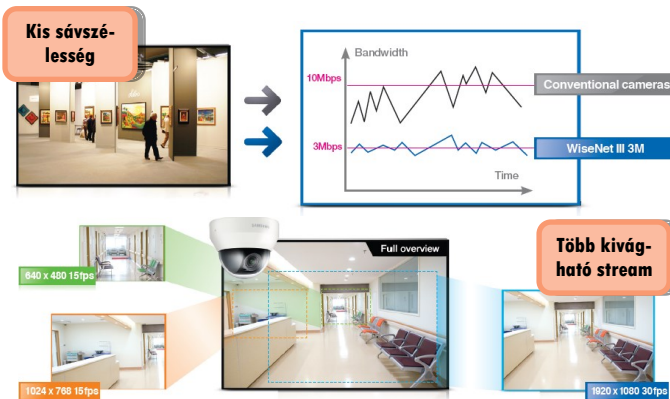 Kis sávszé-
lesség
Bandwidth
10Mbps
Conventional cameras
3Mbps
WiseNet III 3M
Time
SAMSUNG
Full overview
Több kivág-
ható stream
640 x 480 15fps
1024 x 768 15fps
1920 x 1080 30fps